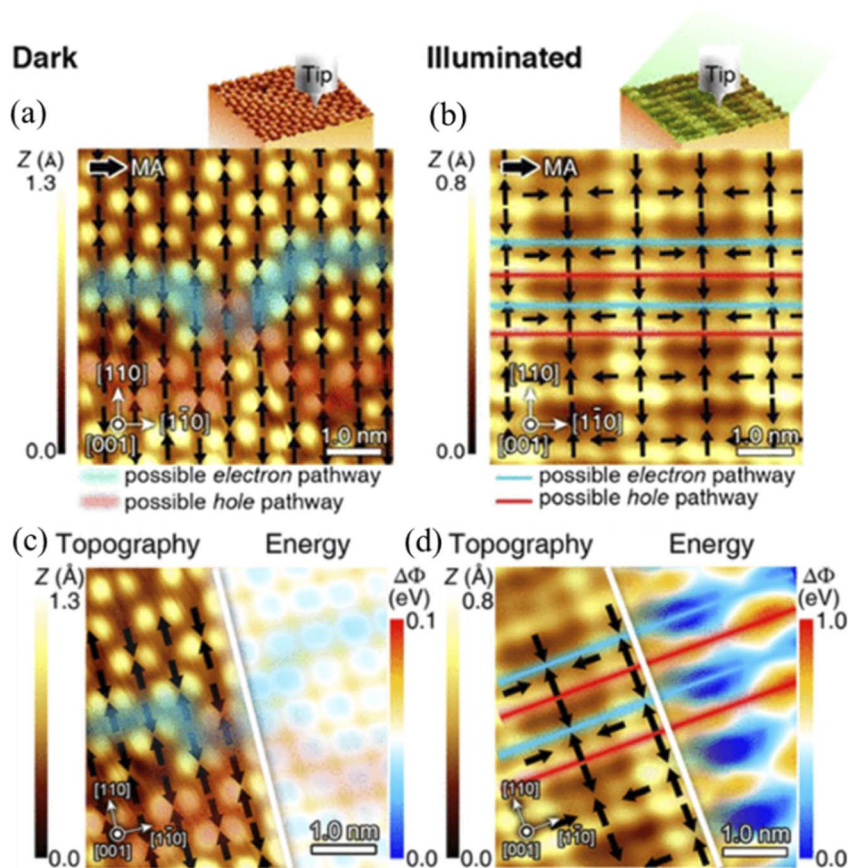 Dark
Illuminated
Tip
Tip
(a)
(b)
Z (Å)
1.3
0.0
MA
[110]
[11̄0]
[001]
1.0 nm
possible electron pathway
possible hole pathway
Z (Å)
0.8
0.0
MA
[110]
[11̄0]
[001]
1.0 nm
possible electron pathway
possible hole pathway
(c)
Topography
Energy
Z (Å)
1.3
0.0
ΔΦ
(eV)
0.1
0.0
[110]
[11̄0]
[001]
1.0 nm
(d)
Topography
Energy
Z (Å)
0.8
0.0
ΔΦ
(eV)
1.0
0.0
[110]
[11̄0]
[001]
1.0 nm